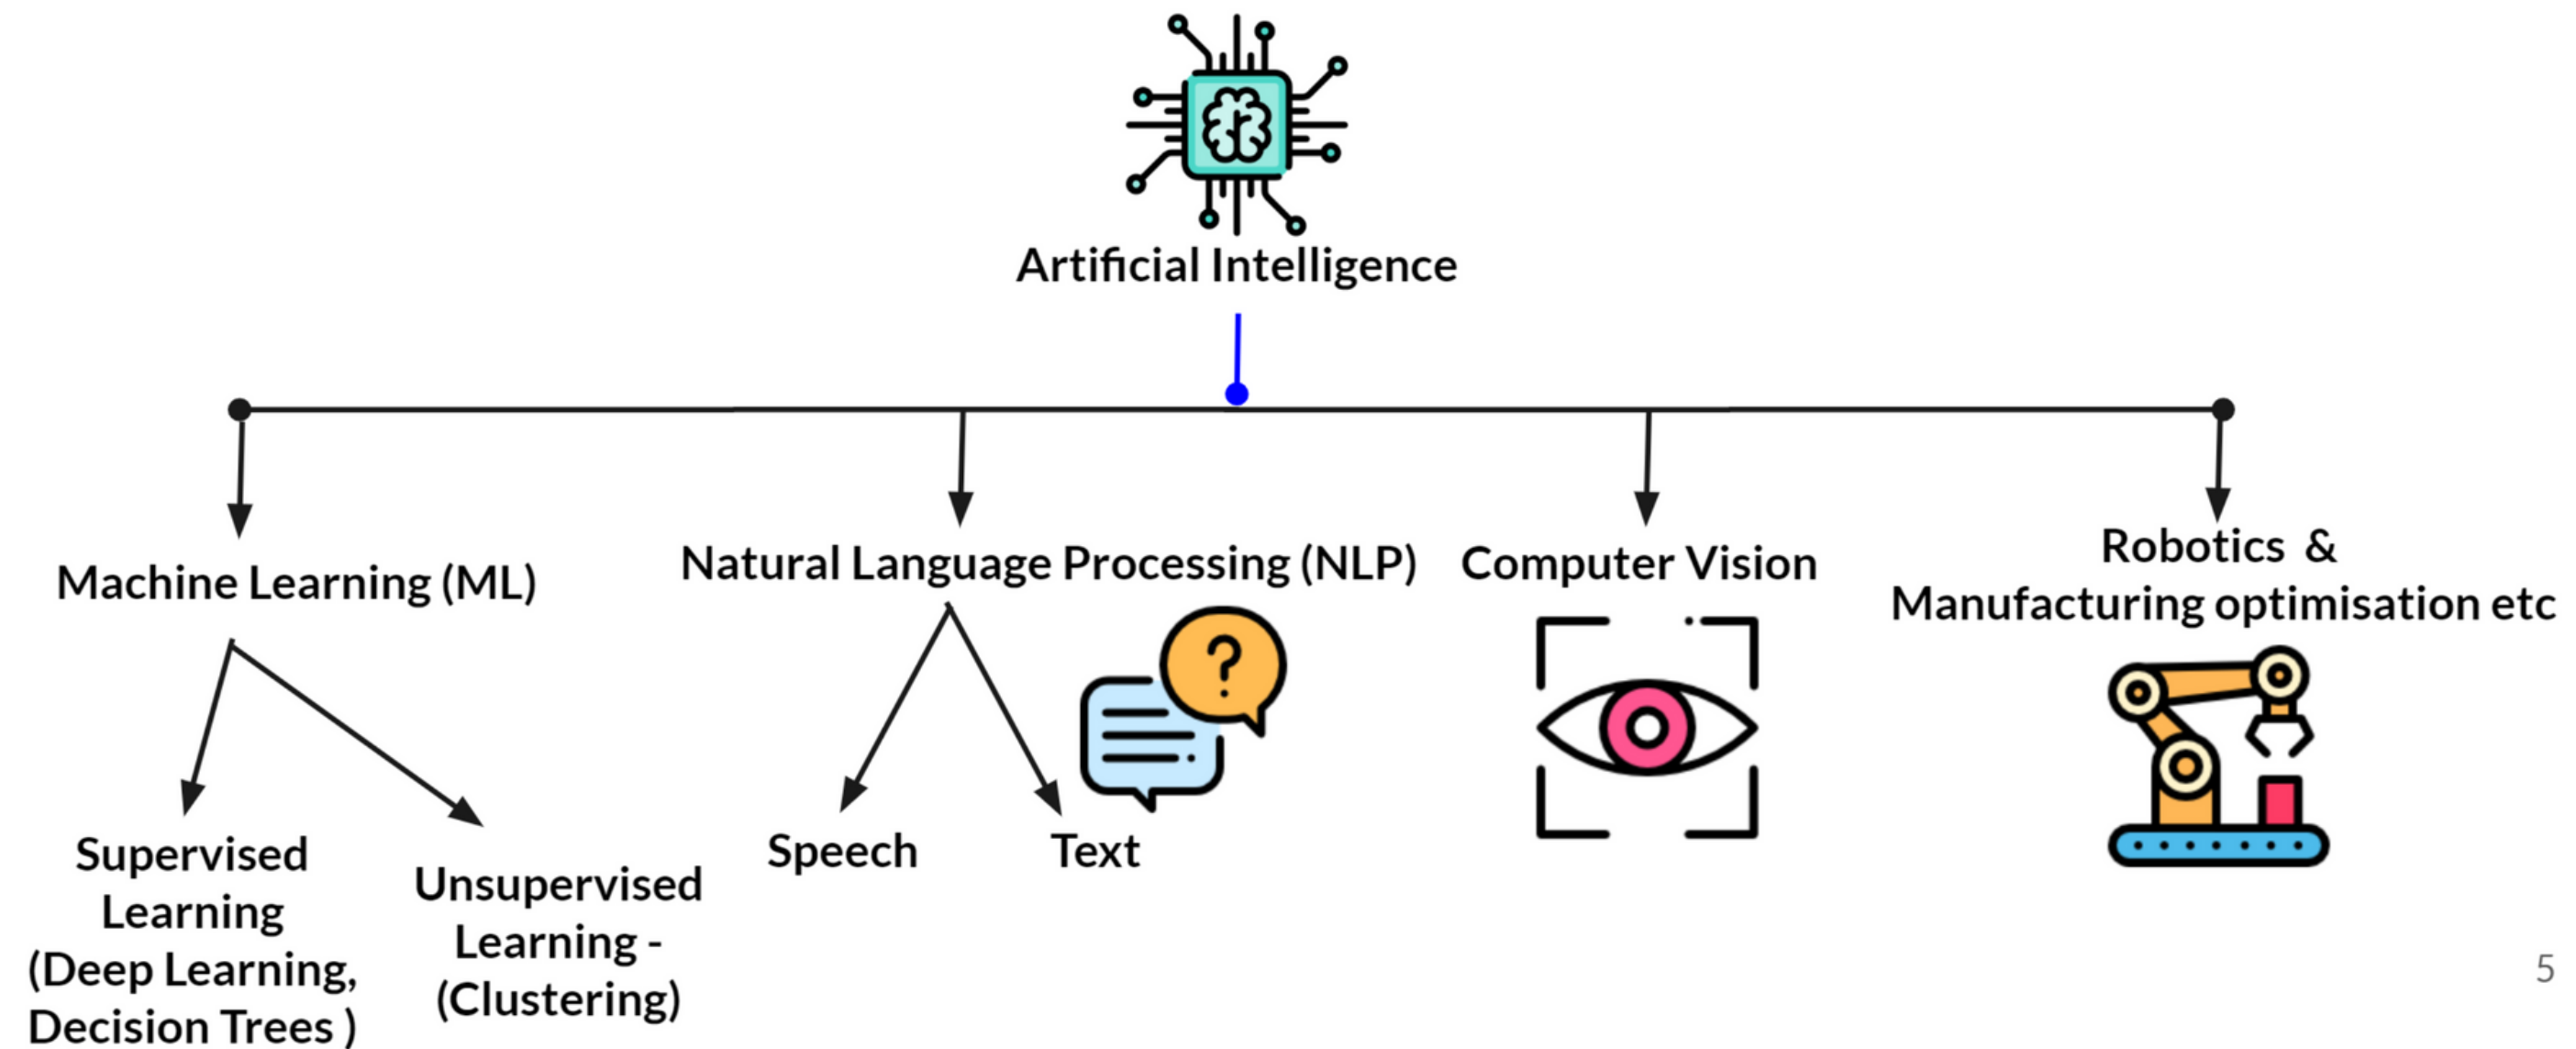 Artificial Intelligence
Machine Learning (ML)
Natural Language Processing (NLP)
Computer Vision
Robotics &
Manufacturing optimisation etc
Supervised
Learning
(Deep Learning,
Decision Trees )
Unsupervised
Learning -
(Clustering)
Speech
Text
?
5